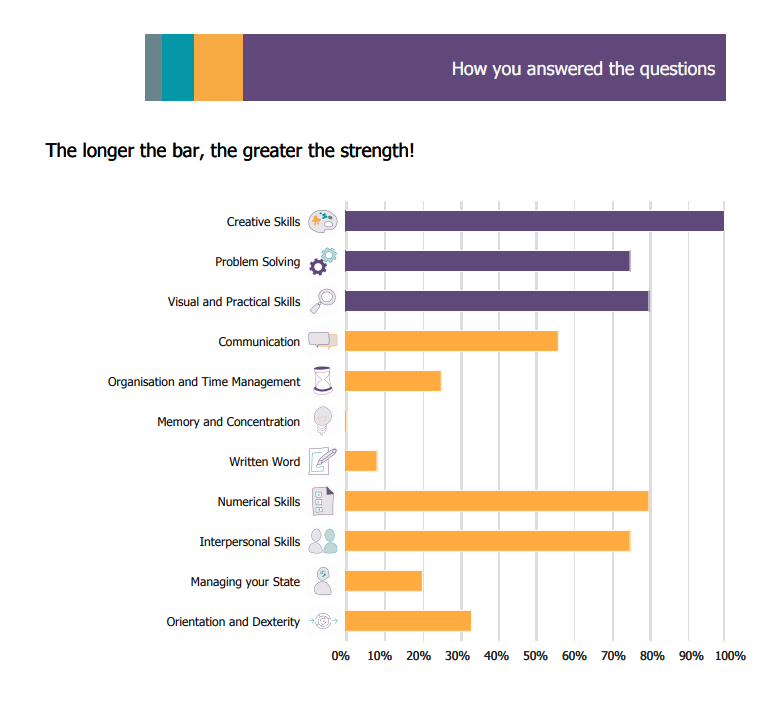 How you answered the questions
The longer the bar, the greater the strength!
Creative Skills
Problem Solving
Visual and Practical Skills
Communication
Organisation and Time Management
Memory and Concentration
Written Word
Numerical Skills
Interpersonal Skills
Managing your State
Orientation and Dexterity
0% 10% 20% 30% 40% 50% 60% 70% 80% 90% 100%